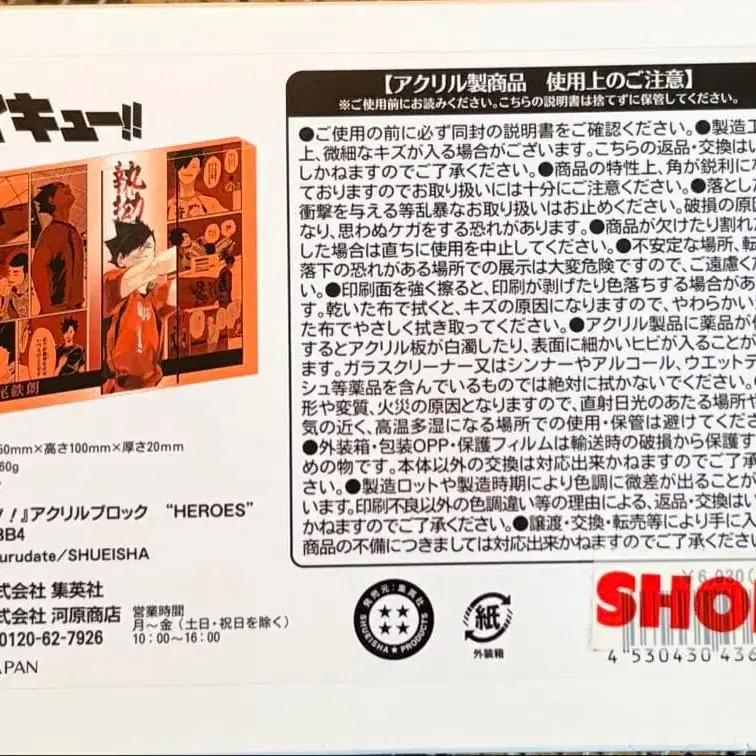 イキュー!!
執拗
尾鉄朗
50mm×高さ100mm×厚さ20mm
60g
!』アクリルブロック “HEROES”
BB4
urudate/SHUEISHA
式会社 集英社
式会社 河原商店
0120-62-7926
営業時間
月～金（土日・祝日を除く）
10：00～16：00
APAN
【アクリル製商品　使用上のご注意】
※ご使用前にお読みください。こちらの説明書は捨てずに保管してください。
●ご使用の前に必ず同封の説明書をご確認ください。●製造工
上、微細なキズが入る場合がございます。こちらの返品・交換はい
しかねますのでご了承ください。●商品の特性上、角が鋭利に
ておりますのでお取り扱いには十分にご注意ください。●落とし
衝撃を与える等乱暴なお取り扱いはお止めください。破損の原因
なり、思わぬケガをする恐れがあります。●商品が欠けたり割れた
した場合は直ちに使用を中止してください。●不安定な場所、転
落下の恐れがある場所での展示は大変危険ですので、ご遠慮くだ
い。●印刷面を強く擦ると、印刷が剥げたり色落ちする場合があ
す。乾いた布で拭くと、キズの原因になりますので、やわらかい
た布でやさしく拭き取ってください。●アクリル製品に薬品が付
するとアクリル板が白濁したり、表面に細かいヒビが入ることが
ます。ガラスクリーナー又はシンナーやアルコール、ウエットテ
シュ等薬品を含んでいるものでは絶対に拭かないでください。
形や変質、火災の原因となりますので、直射日光のあたる場所や
気の近く、高温多湿になる場所での使用・保管は避けてくださ
●外装箱・包装OPP・保護フィルムは輸送時の破損から保護す
めの物です。本体以外の交換は対応出来かねますのでご了承
さい。●製造ロットや製造時期により色調に微差が出ることが
います。印刷不良以外の色調違い等の理由による、返品・交換はい
かねますのでご了承ください。●譲渡・交換・転売等により手に入
商品の不備につきましては対応出来かねますのでご了承くださ
発売元：集英社
SHUEISHA ★ PRODUCTS
紙
外装箱
SHO
4 530430 436